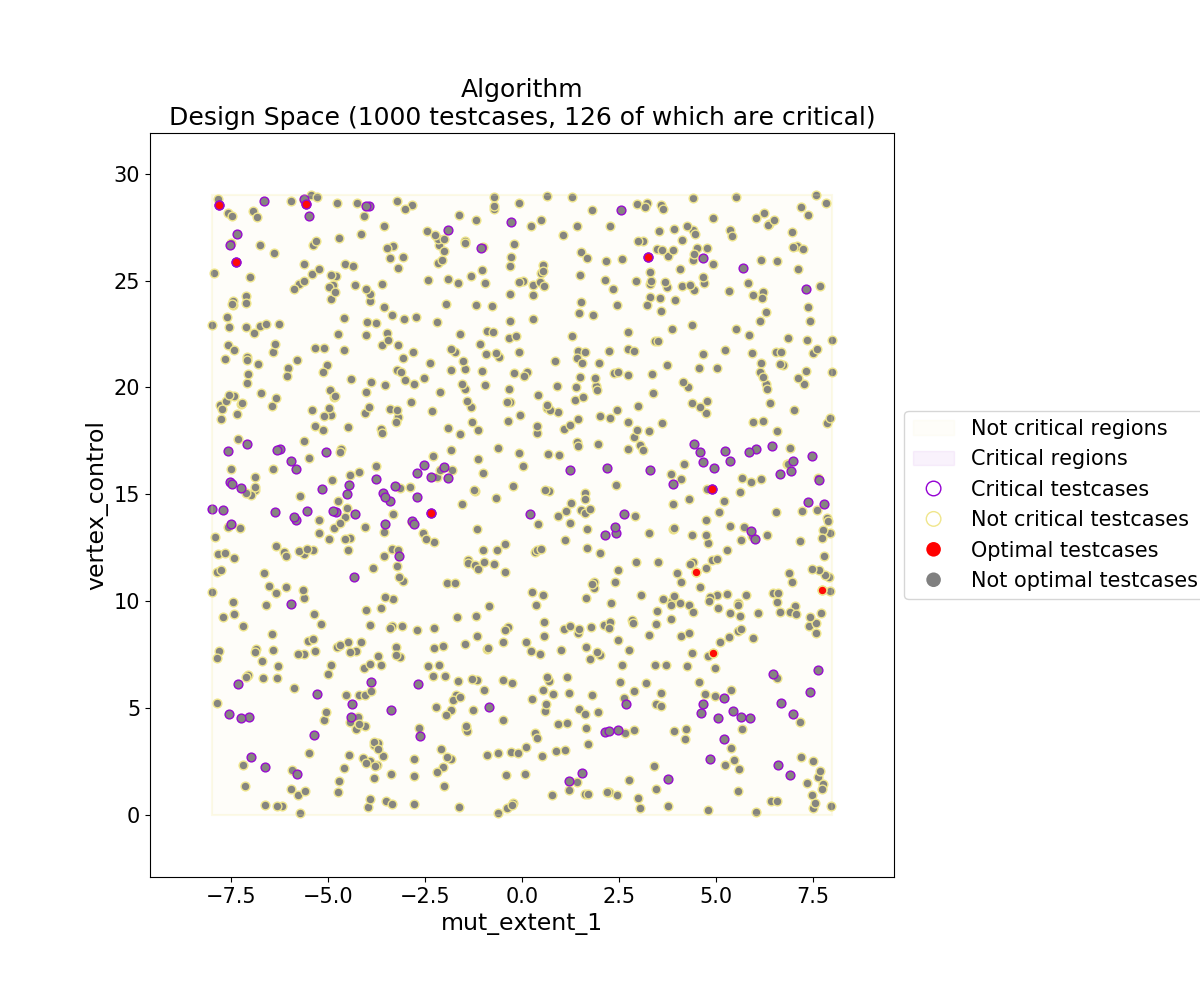 Algorithm
Design Space (1000 testcases, 126 of which are critical)
30
25
20
15
10
5
0
vertex_control
−7.5
−5.0
−2.5
0.0
2.5
5.0
7.5
mut_extent_1
Not critical regions
Critical regions
Critical testcases
Not critical testcases
Optimal testcases
Not optimal testcases